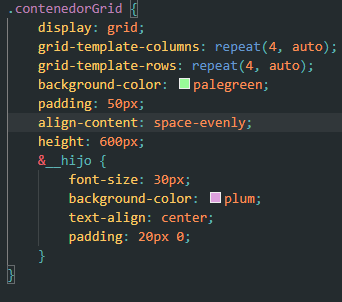 .contenedorGrid {
display: grid;
grid-template-columns: repeat(4, auto);
grid-template-rows: repeat(4, auto);
background-color: palegreen;
padding: 50px;
align-content: space-evenly;
height: 600px;
&__hijo {
font-size: 30px;
background-color: plum;
text-align: center;
padding: 20px 0;
}
}